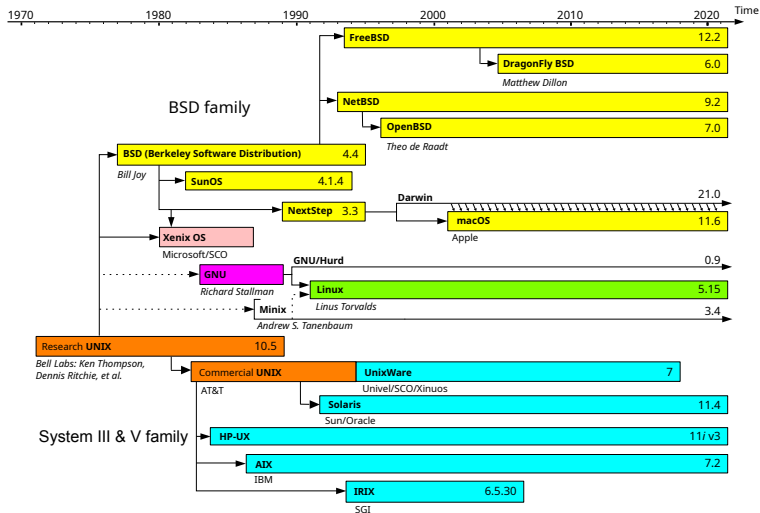 1970 1980 1990 2000 2010 2020 Time
FreeBSD 12.2
DragonFly BSD 6.0
Matthew Dillon
BSD family
NetBSD 9.2
OpenBSD 7.0
Theo de Raadt
BSD (Berkeley Software Distribution) 4.4
Bill Joy
SunOS 4.1.4
Darwin 21.0
NextStep 3.3
macOS 11.6
Apple
Xenix OS
Microsoft/SCO
GNU/Hurd 0.9
GNU
Richard Stallman
Linux 5.15
Linus Torvalds
Minix 3.4
Andrew S. Tanenbaum
Research UNIX 10.5
Bell Labs: Ken Thompson,
Dennis Ritchie, et al.
Commercial UNIX UnixWare 7
AT&T Univel/SCO/Xinuos
Solaris 11.4
Sun/Oracle
System III & V family
HP-UX 11i v3
AIX 7.2
IBM
IRIX 6.5.30
SGI